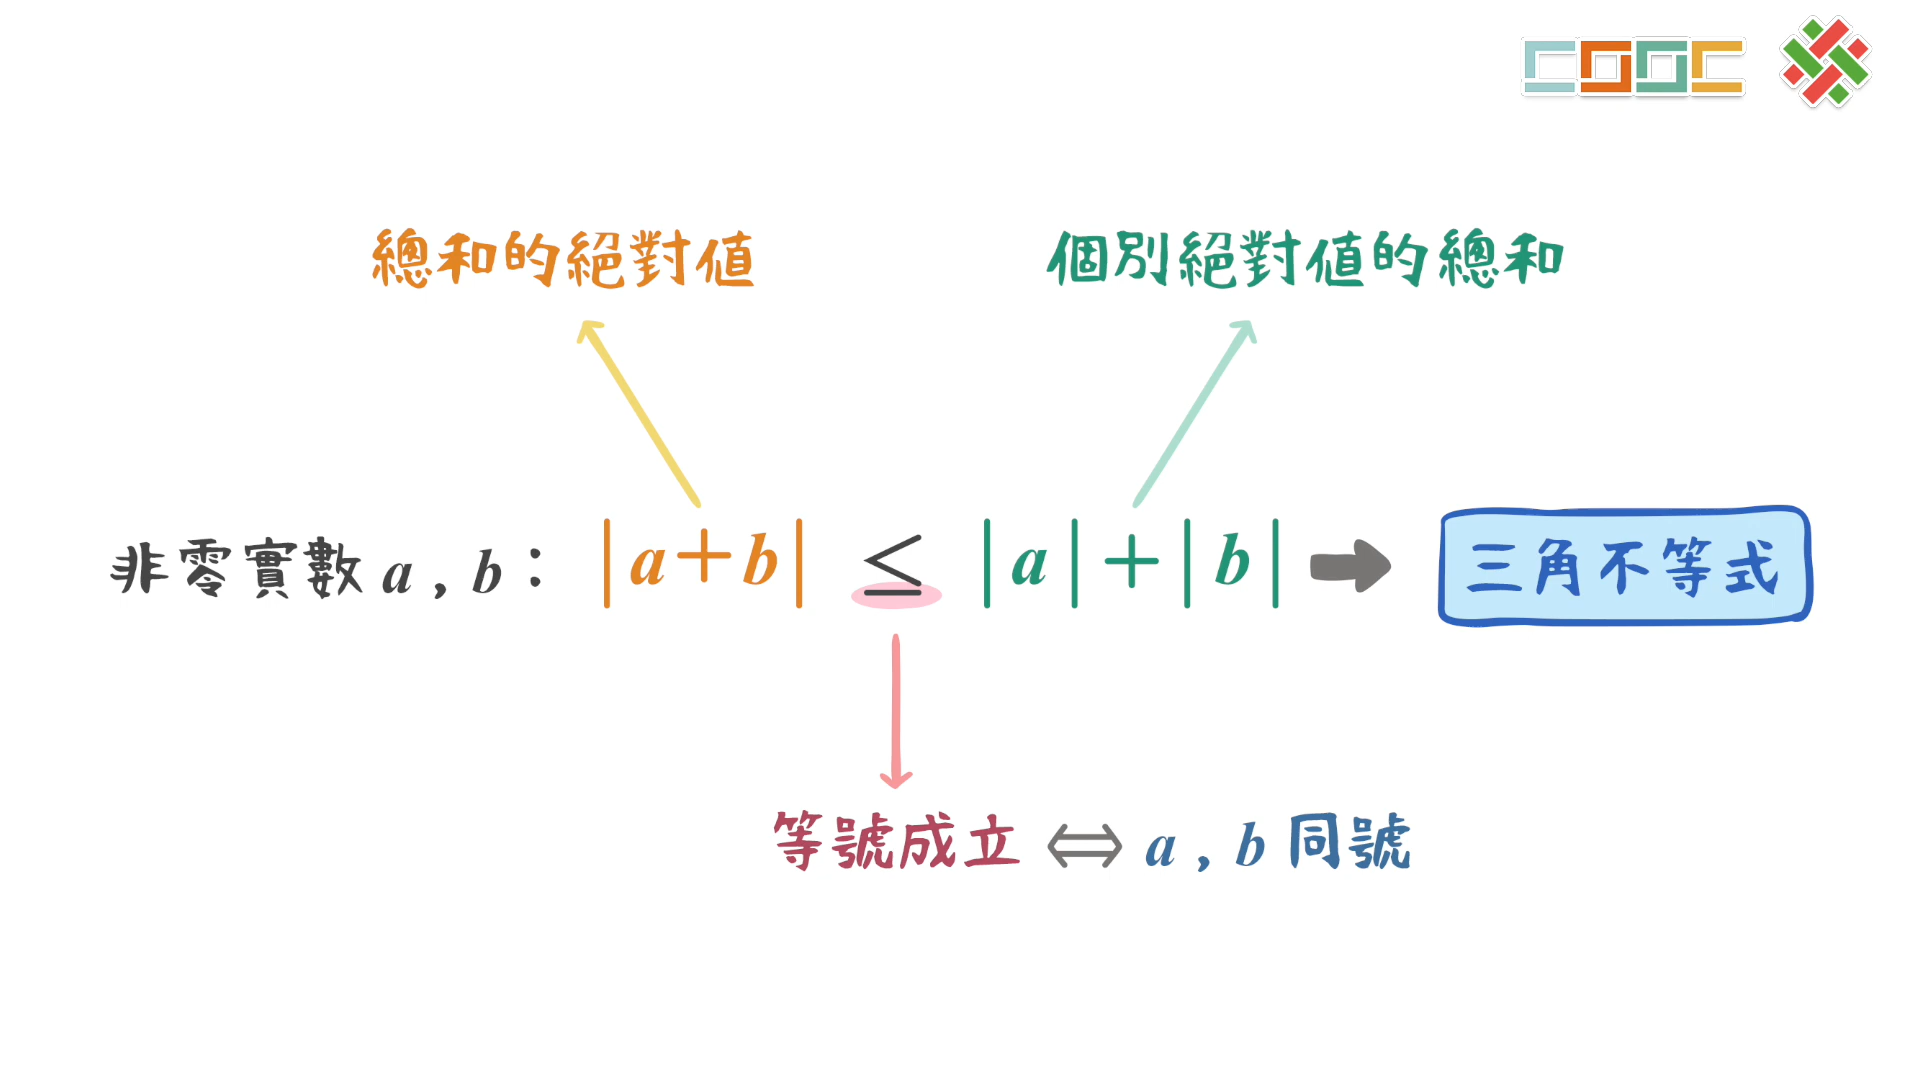 COOC
總和的絕對值
個別絕對值的總和
非零實數 a , b : | a + b | ≤ | a | + | b | ➡ 三角不等式
等號成立 ⇔ a , b 同號